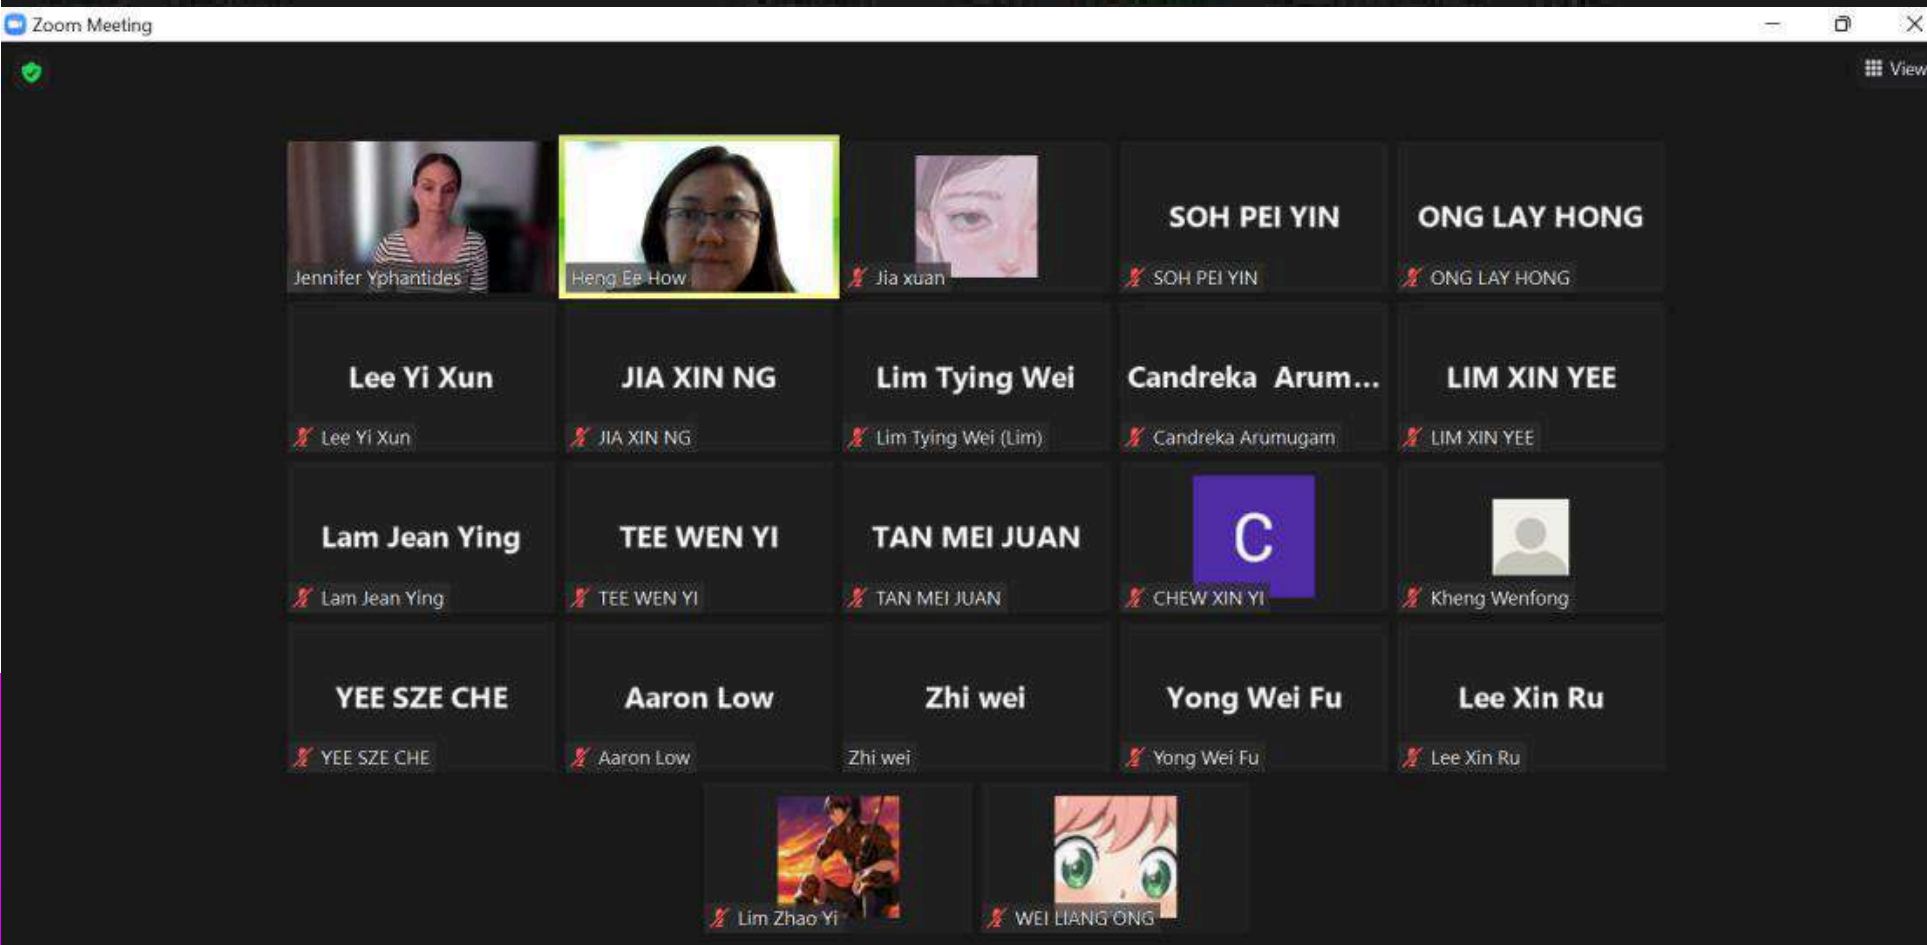 Zoom Meeting
View
Jennifer Yphantides
Heng Ee How
Jia xuan
SOH PEI YIN
SOH PEI YIN
ONG LAY HONG
ONG LAY HONG
Lee Yi Xun
Lee Yi Xun
JIA XIN NG
JIA XIN NG
Lim Tying Wei
Lim Tying Wei (Lim)
Candreka Arum...
Candreka Arumugam
LIM XIN YEE
LIM XIN YEE
Lam Jean Ying
Lam Jean Ying
TEE WEN YI
TEE WEN YI
TAN MEI JUAN
TAN MEI JUAN
C
CHEW XIN YI
Kheng Wenfong
YEE SZE CHE
YEE SZE CHE
Aaron Low
Aaron Low
Zhi wei
Zhi wei
Yong Wei Fu
Yong Wei Fu
Lee Xin Ru
Lee Xin Ru
Lim Zhao Yi
WEI LIANG ONG